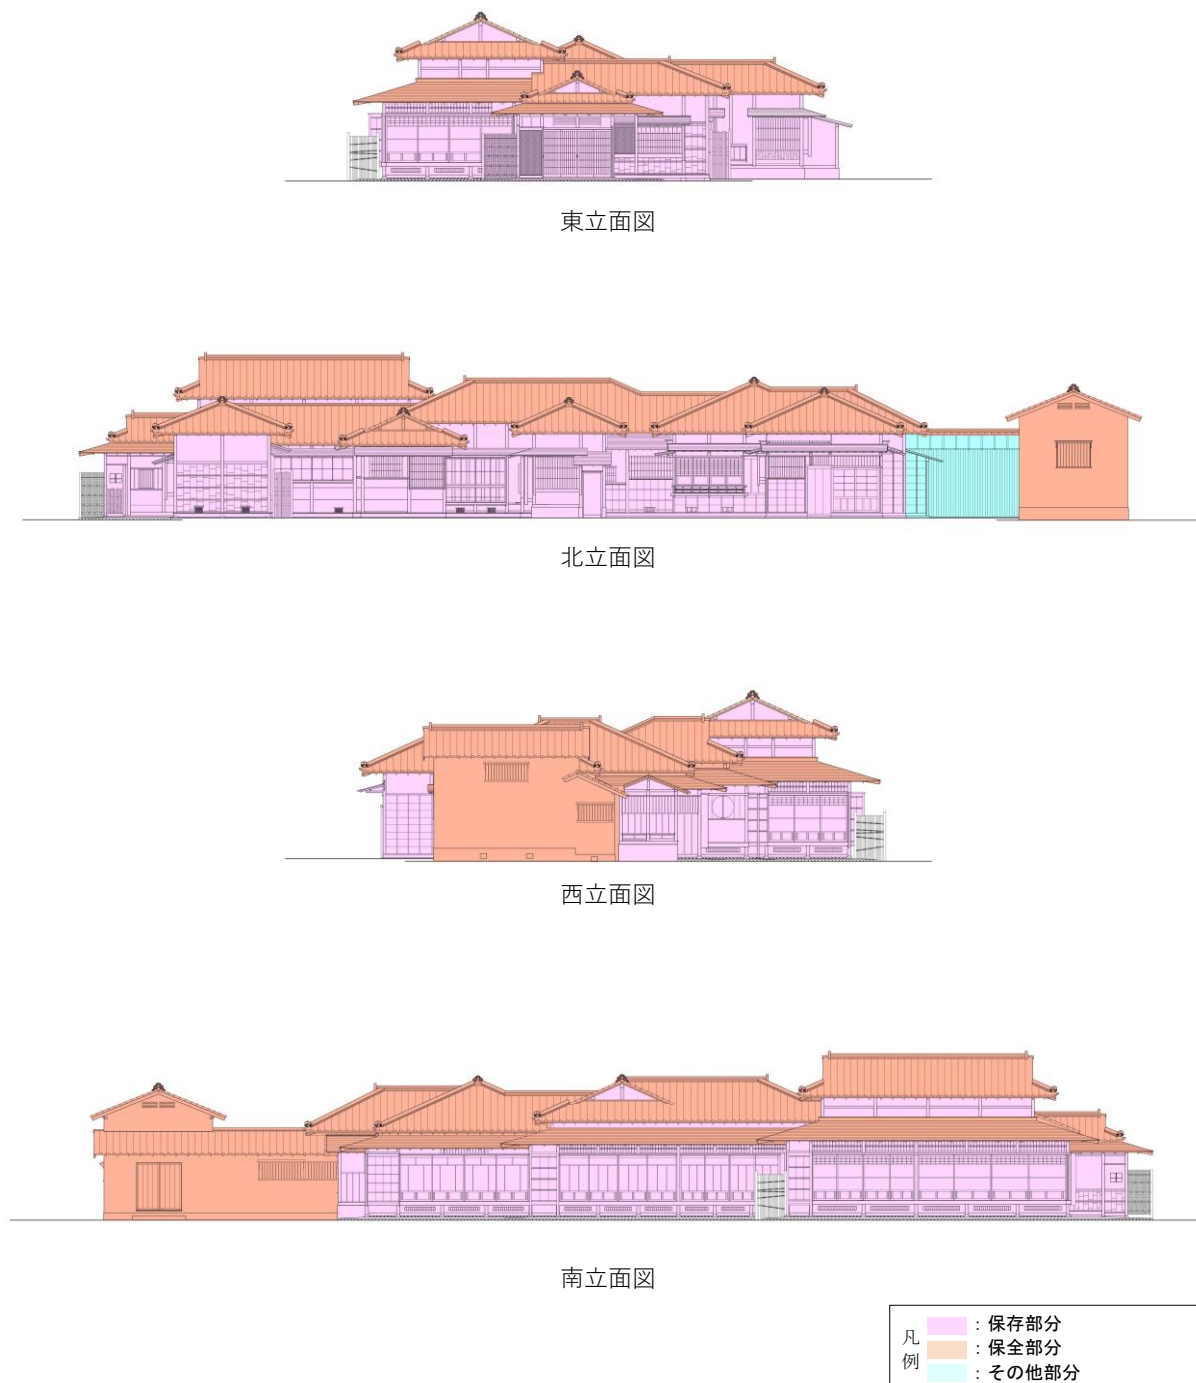 東立面図
北立面図
西立面図
南立面図
凡例
：保存部分
：保全部分
：その他部分